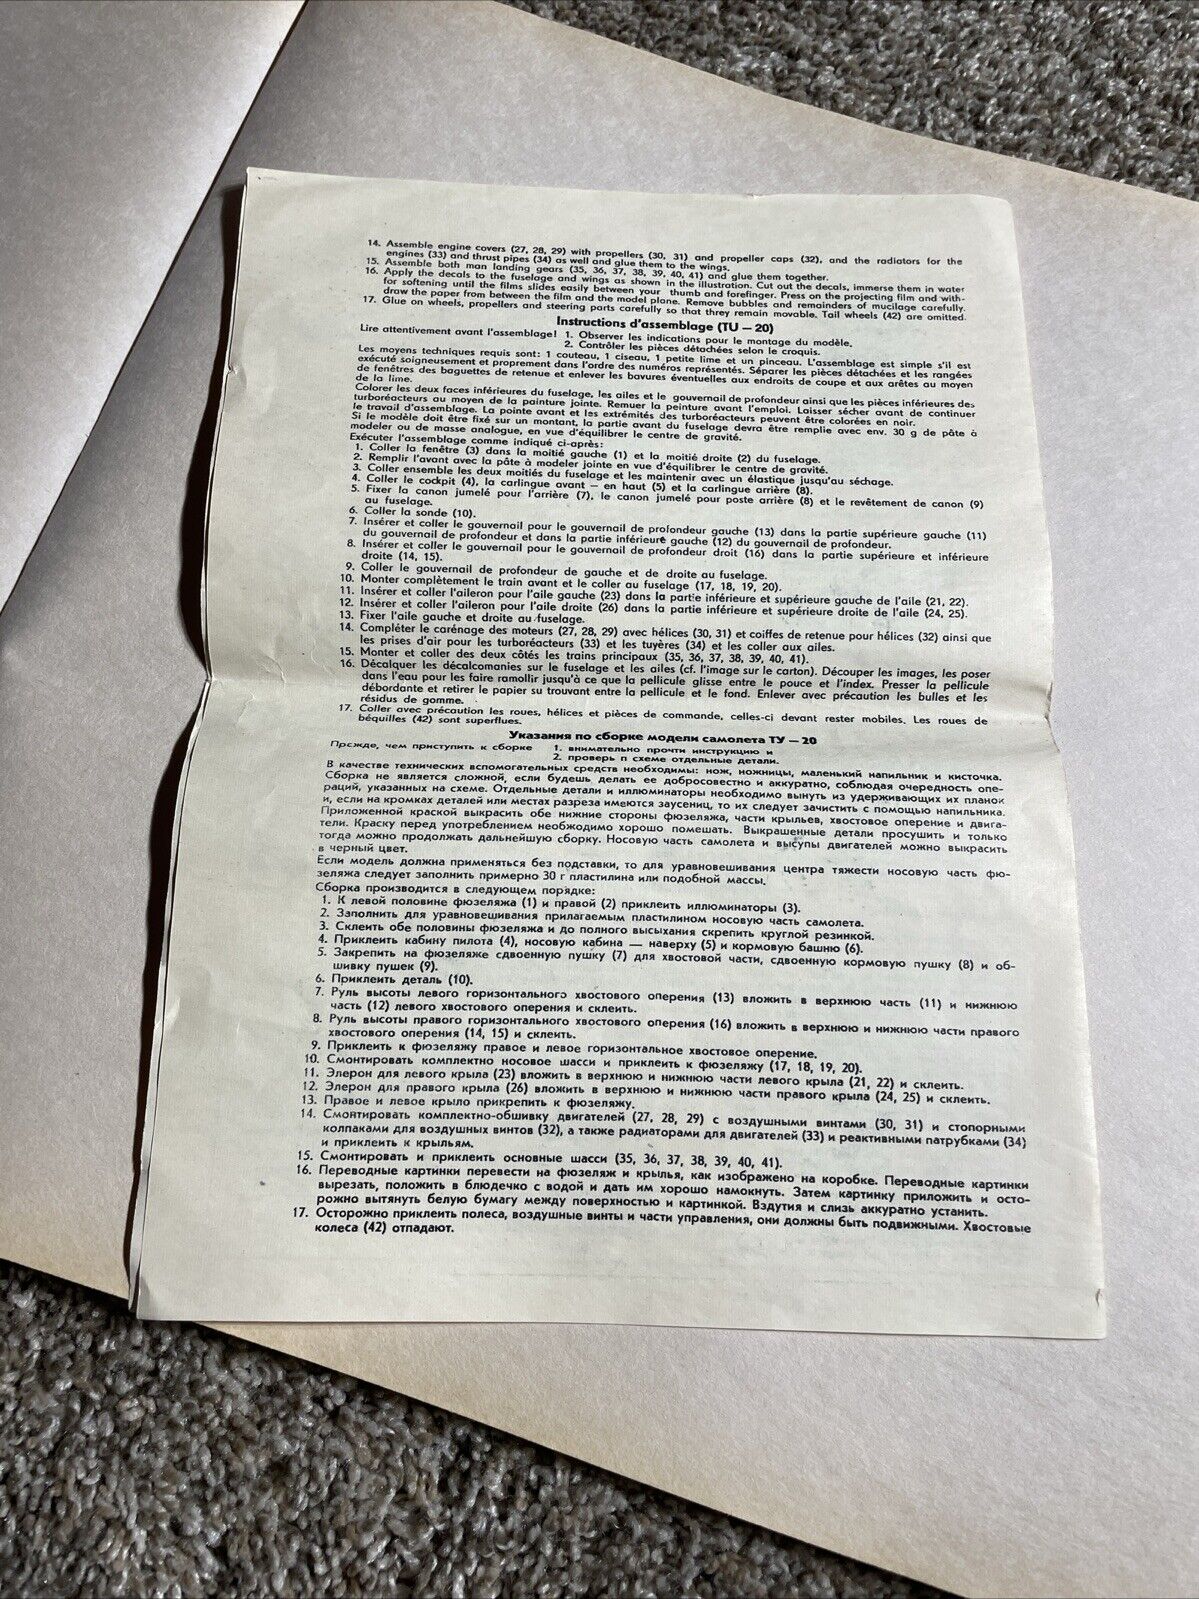 14. Assemble engine covers (27, 28, 29) with propellers (30, 31) and propeller caps (32), and the radiators for the
engines (33) and thrust pipes (34) as well and glue them to the wings.
15. Assemble both man landing gears (35, 36, 37, 38, 39, 40, 41) and glue them together.
16. Apply the decals to the fuselage and wings as shown in the illustration. Cut out the decals, immerse them in water
for softening until the films slides easily between your thumb and forefinger. Press on the projecting film and with-
draw the paper from between the film and the model plane. Remove bubbles and remainders of mucilage carefully.
17. Glue on wheels, propellers and steering parts carefully so that threy remain movable. Tail wheels (42) are omitted.
Instructions d'assemblage (TU — 20)
Lire attentivement avant l'assemblage! 1. Observer les indications pour le montage du modèle.
2. Contrôler les pièces détachées selon le croquis.
Les moyens techniques requis sont: 1 couteau, 1 ciseau, 1 petite lime et un pinceau. L'assemblage est simple s'il est
exécuté soigneusement et proprement dans l'ordre des numéros représentés. Séparer les pièces détachées et les rangées
de fenêtres des baguettes de retenue et enlever les bavures éventuelles aux endroits de coupe et aux arêtes au moyen
de la lime.
Colorer les deux faces inférieures du fuselage, les ailes et le gouvernail de profondeur ainsi que les pièces inférieures des
turboréacteurs au moyen de la peinture jointe. Remuer la peinture avant l'emploi. Laisser sécher avant de continuer
le travail d'assemblage. La pointe avant et les extrémités des turboréacteurs peuvent être colorées en noir.
Si le modèle doit être fixé sur un montant, la partie avant du fuselage devra être remplie avec env. 30 g de pâte à
modeler ou de masse analogue, en vue d'équilibrer le centre de gravité.
Exécuter l'assemblage comme indiqué ci-après:
1. Coller la fenêtre (3) dans la moitié gauche (1) et la moitié droite (2) du fuselage.
2. Remplir l'avant avec la pâte à modeler jointe en vue d'équilibrer le centre de gravité.
3. Coller ensemble les deux moitiés du fuselage et les maintenir avec un élastique jusqu'au séchage.
4. Coller le cockpit (4), la carlingue avant — en haut (5) et la carlingue arrière (8).
5. Fixer la canon jumelé pour l'arrière (7), le canon jumelé pour poste arrière (8) et le revêtement de canon (9)
au fuselage.
6. Coller la sonde (10).
7. Insérer et coller le gouvernail pour le gouvernail de profondeur gauche (13) dans la partie supérieure gauche (11)
du gouvernail de profondeur et dans la partie inférieure gauche (12) du gouvernail de profondeur.
8. Insérer et coller le gouvernail pour le gouvernail de profondeur droit (16) dans la partie supérieure et inférieure
droite (14, 15).
9. Coller le gouvernail de profondeur de gauche et de droite au fuselage.
10. Monter complètement le train avant et le coller au fuselage (17, 18, 19, 20).
11. Insérer et coller l'aileron pour l'aile gauche (23) dans la partie inférieure et supérieure gauche de l'aile (21, 22).
12. Insérer et coller l'aileron pour l'aile droite (26) dans la partie inférieure et supérieure droite de l'aile (24, 25).
13. Fixer l'aile gauche et droite au fuselage.
14. Compléter le carénage des moteurs (27, 28, 29) avec hélices (30, 31) et coiffes de retenue pour hélices (32) ainsi que
les prises d'air pour les turboréacteurs (33) et les tuyères (34) et les coller aux ailes.
15. Monter et coller des deux côtés les trains principaux (35, 36, 37, 38, 39, 40, 41).
16. Décalquer les décalcomanies sur le fuselage et les ailes (cf. l'image sur le carton). Découper les images, les poser
dans l'eau pour les faire ramollir jusqu'à ce que la pellicule glisse entre le pouce et l'index. Presser la pellicule
débordante et retirer le papier su trouvant entre la pellicule et le fond. Enlever avec précaution les bulles et les
résidus de gomme.
17. Coller avec précaution les roues, hélices et pièces de commande, celles-ci devant rester mobiles. Les roues de
béquilles (42) sont superflues.
Указания по сборке модели самолета ТУ — 20
Прежде, чем приступить к сборке 1. внимательно прочти инструкцию и
2. проверь п схеме отдельные детали.
В качестве технических вспомогательных средств необходимы: нож, ножницы, маленький напильник и кисточка.
Сборка не является сложной, если будешь делать ее добросовестно и аккуратно, соблюдая очередность опе-
раций, указанных на схеме. Отдельные детали и иллюминаторы необходимо вынуть из удерживающих их планок
и, если на кромках деталей или местах разреза имеются заусениц, то их следует зачистить с помощью напильника.
Приложенной краской выкрасить обе нижние стороны фюзеляжа, части крыльев, хвостовое оперение и двига-
тели. Краску перед употреблением необжодимо хорошо помешать. Выкрашенные детали просушить и только
тогда можно продолжать дальнейшую сборку. Носовую часть самолета и высупы двигателей можно выкрасить
в черный цвет.
Если модель должна применяться без подставки, то для уравновешивания центра тяжести носовую часть фю-
зеляжа следует заполнить примерно 30 г пластилина или подобной массы.
Сборка производится в следующем порядке:
1. К левой половине фюзеляжа (1) и правой (2) приклеить иллюминаторы (3).
2. Заполнить для уравновешивания прилагаемым пластилином носовую часть самолета.
3. Склеить обе половины фюзеляжа и до полного высыхания скрепить круглой резинкой.
4. Приклеить кабину пилота (4), носовую кабина — наверху (5) и кормовую башню (6).
5. Закрепить на фюзеляже сдвоенную пушку (7) для хвостовой части, сдвоенную кормовую пушку (8) и об-
шивку пушек (9).
6. Приклеить деталь (10).
7. Руль высоты левого горизонтального хвостового оперения (13) вложить в верхнюю часть (11) и нижнюю
часть (12) левого хвостового оперения и склеить.
8. Руль высоты правого горизонтального хвостового оперения (16) вложить в верхнюю и нижнюю части правого
хвостового оперения (14, 15) и склеить.
9. Приклеить к фюзеляжу правое и левое горизонтальное хвостовое оперение.
10. Смонтировать комплектно носовое шасси и приклеить к фюзеляжу (17, 18, 19, 20).
11. Элерон для левого крыла (23) вложить в верхнюю и нижнюю части левого крыла (21, 22) и склеить.
12. Элерон для правого крыла (26) вложить в верхнюю и нижнюю части правого крыла (24, 25) и склеить.
13. Правое и левое крыло прикрепить к фюзеляжу.
14. Смонтировать комплектно-обшивку двигателей (27, 28, 29) с воздушными винтами (30, 31) и стопорными
колпаками для воздушных винтов (32), а также радиаторами для двигателей (33) и реактивными патрубками (34)
и приклеить к крыльям.
15. Смонтировать и приклеить основные шасси (35, 36, 37, 38, 39, 40, 41).
16. Переводные картинки перевести на фюзеляж и крылья, как изображено на коробке. Переводные картинки
вырезать, положить в блюдечко с водой и дать им хорошо намокнуть. Затем картинку приложить и осто-
рожно вытянуть белую бумагу между поверхностью и картинкой. Вздутия и слизь аккуратно устанить.
17. Осторожно приклеить полеса, воздушные винты и части управления, они должны быть подвижными. Хвостовые
колеса (42) отпадают.